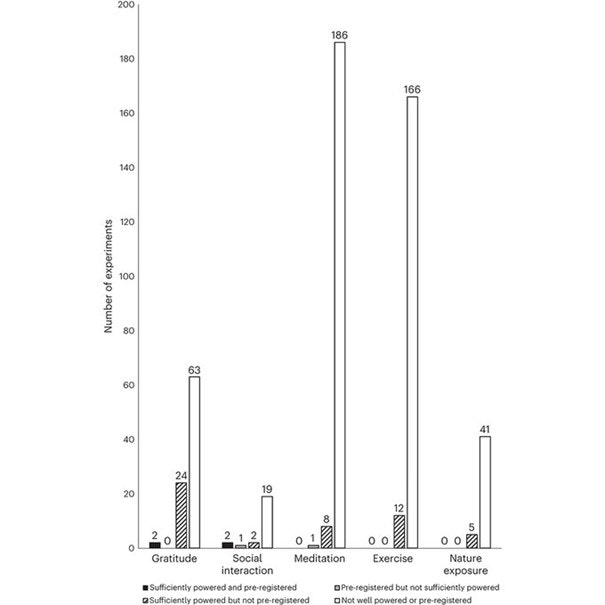 200
180
160
140
120
100
80
60
40
20
0
Number of experiments
2 0 24 63
2 1 2 19
0 1 8 186
0 0 12 166
0 0 5 41
Gratitude
Social
interaction
Meditation
Exercise
Nature
exposure
Sufficiently powered and pre-registered
Pre-registered but not sufficiently powered
Sufficiently powered but not pre-registered
Not well powered or pre-registered